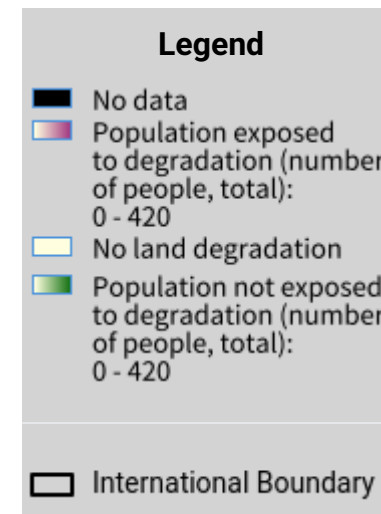 Legend
No data
Population exposed
to degradation (number
of people, total):
0 - 420
No land degradation
Population not exposed
to degradation (number
of people, total):
0 - 420
International Boundary